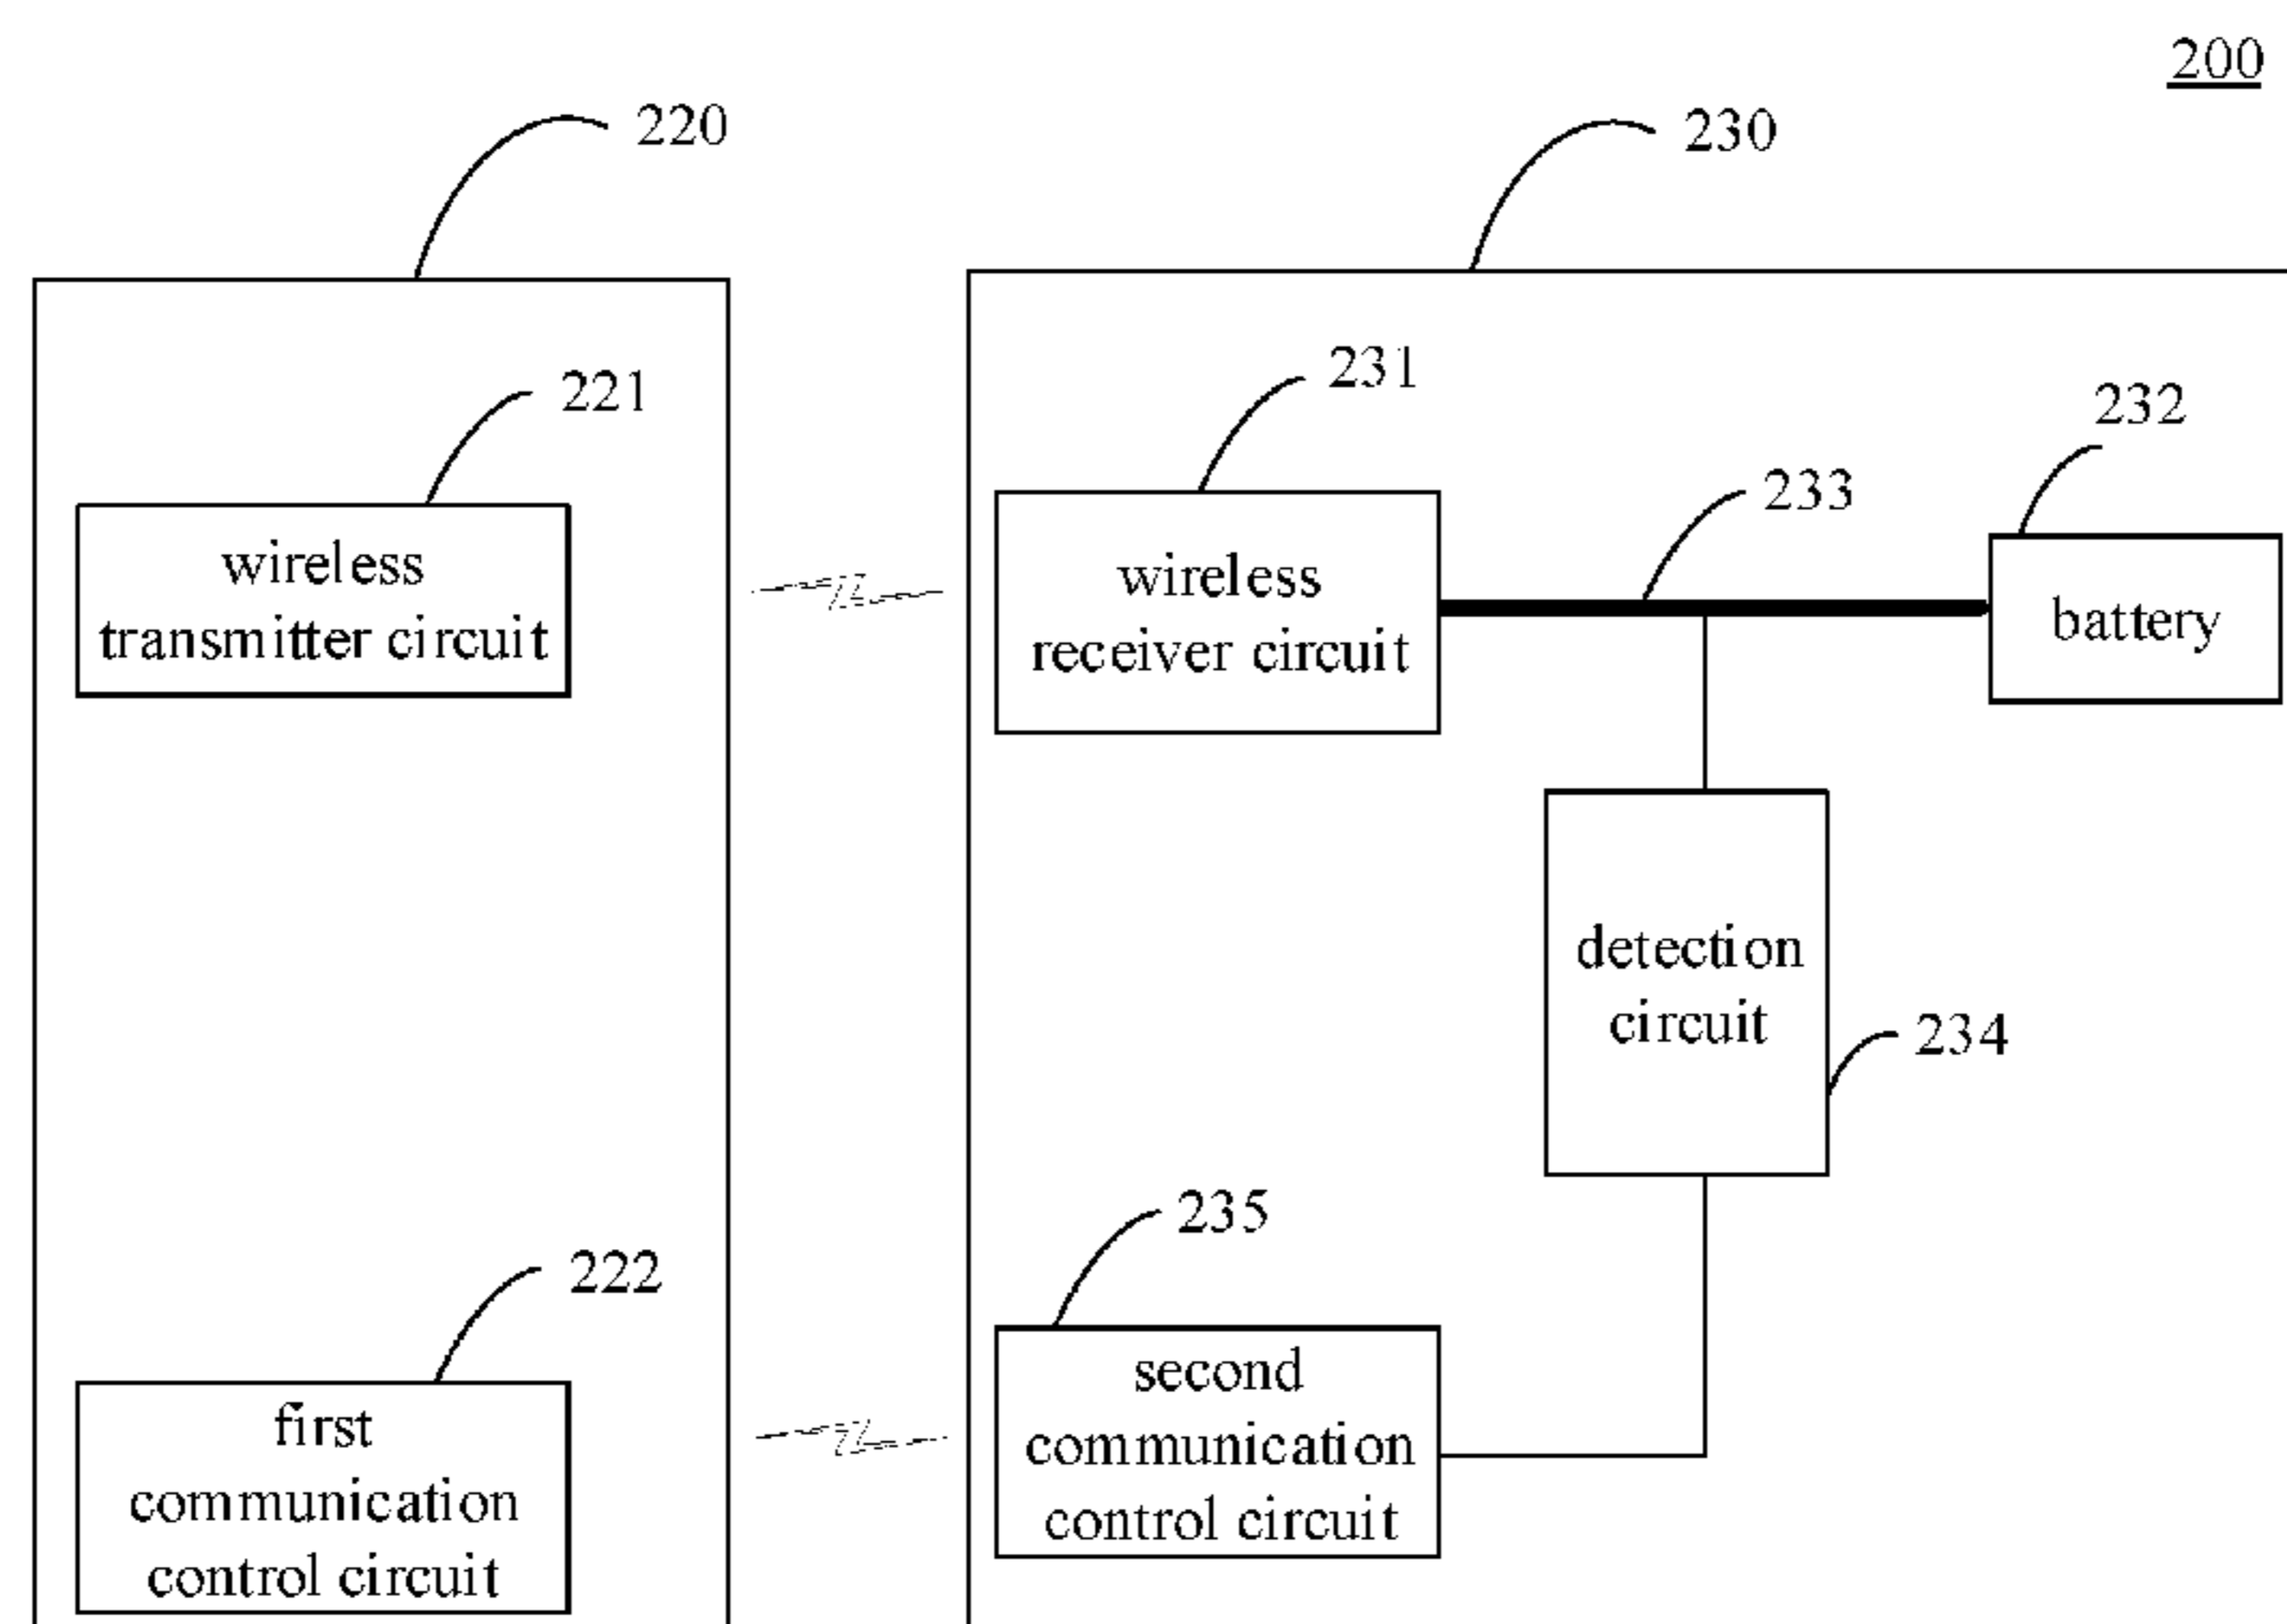 200
220
230
221
231
232
233
wireless
transmitter circuit
wireless
receiver circuit
battery
detection
circuit
234
235
222
second
communication
control circuit
first
communication
control circuit